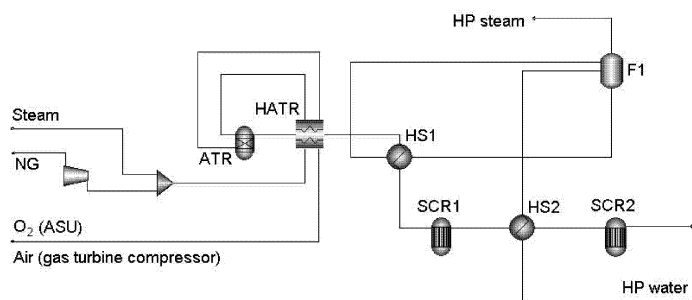 HP steam
F1
HATR
Steam
HS1
ATR
NG
SCR1
HS2
SCR2
O₂ (ASU)
Air (gas turbine compressor)
HP water